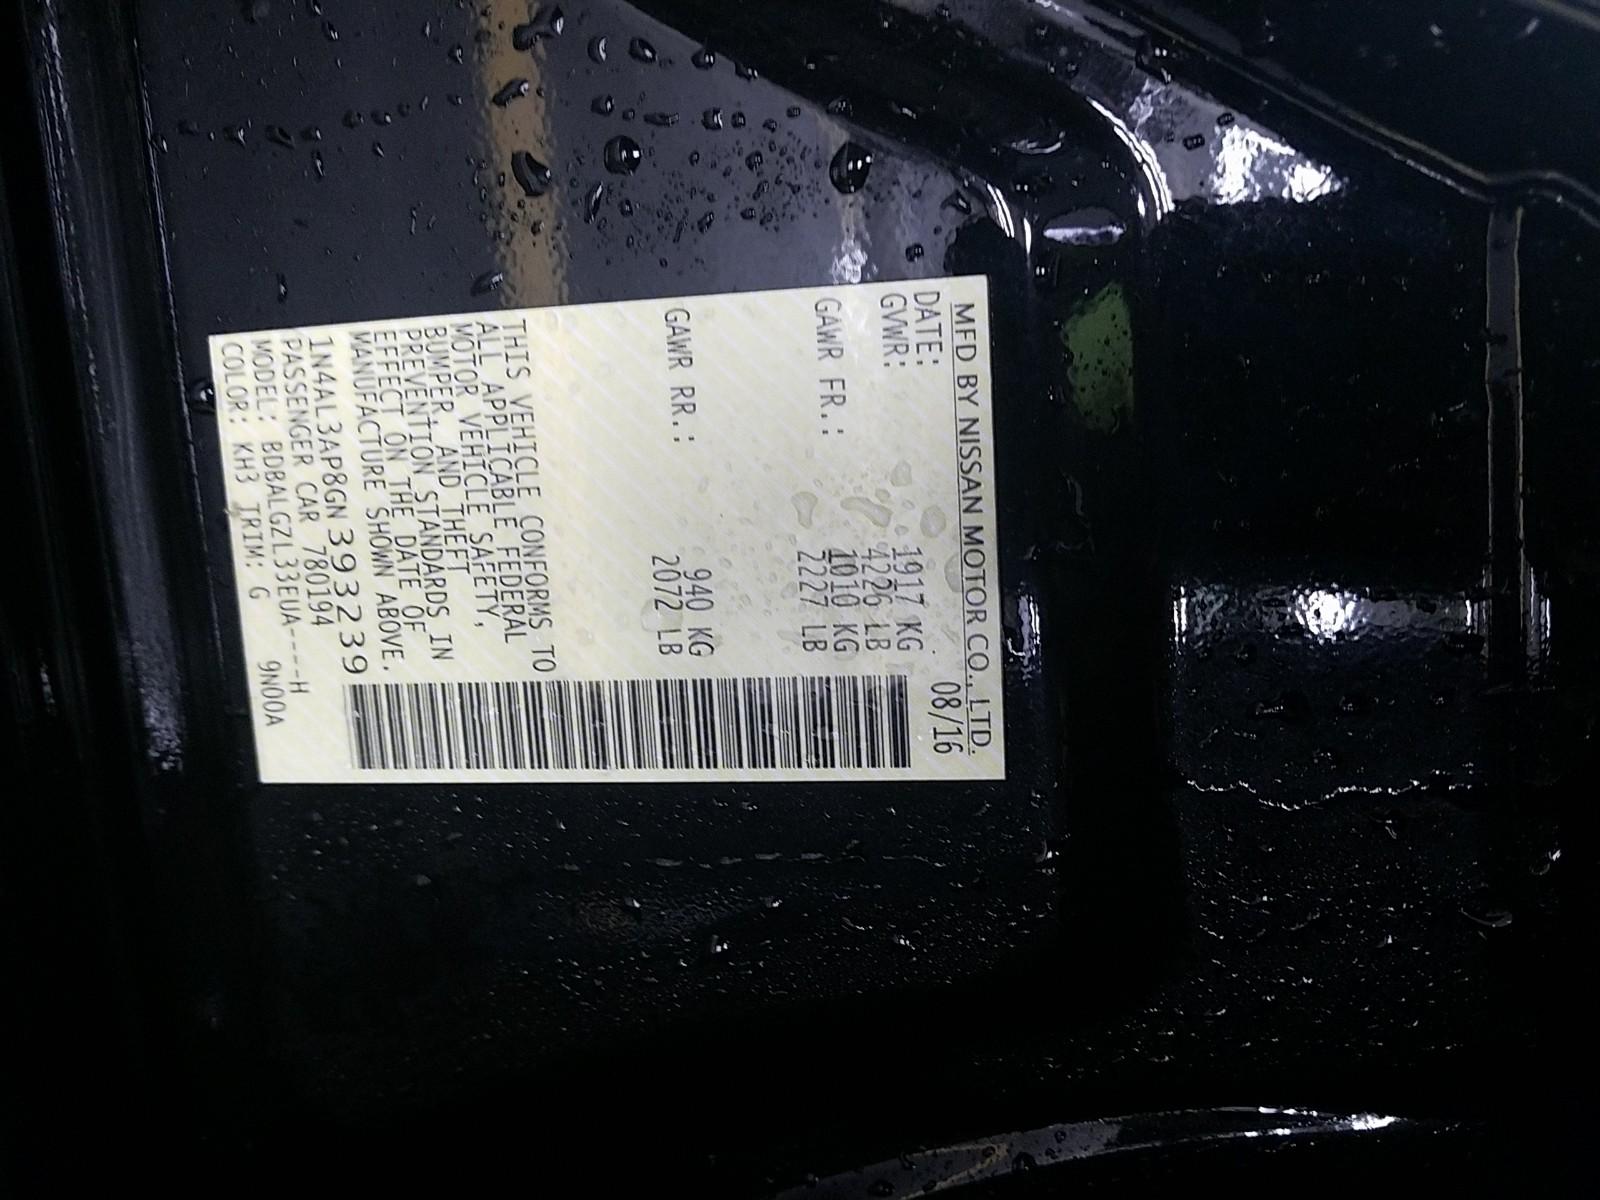 MFD BY NISSAN MOTOR CO., LTD.
DATE: 08/16
GVWR: 1917 KG
4226 LB
GAWR FR.: 1010 KG
2227 LB
GAWR RR.: 940 KG
2072 LB
THIS VEHICLE CONFORMS TO
ALL APPLICABLE FEDERAL
MOTOR VEHICLE SAFETY,
BUMPER, AND THEFT
PREVENTION STANDARDS IN
EFFECT ON THE DATE OF
MANUFACTURE SHOWN ABOVE.
1N4AL3AP8GN393239
PASSENGER CAR 780194
MODEL: BDBALGZL33EUA----H
COLOR: KH3 TRIM: G 9N00A